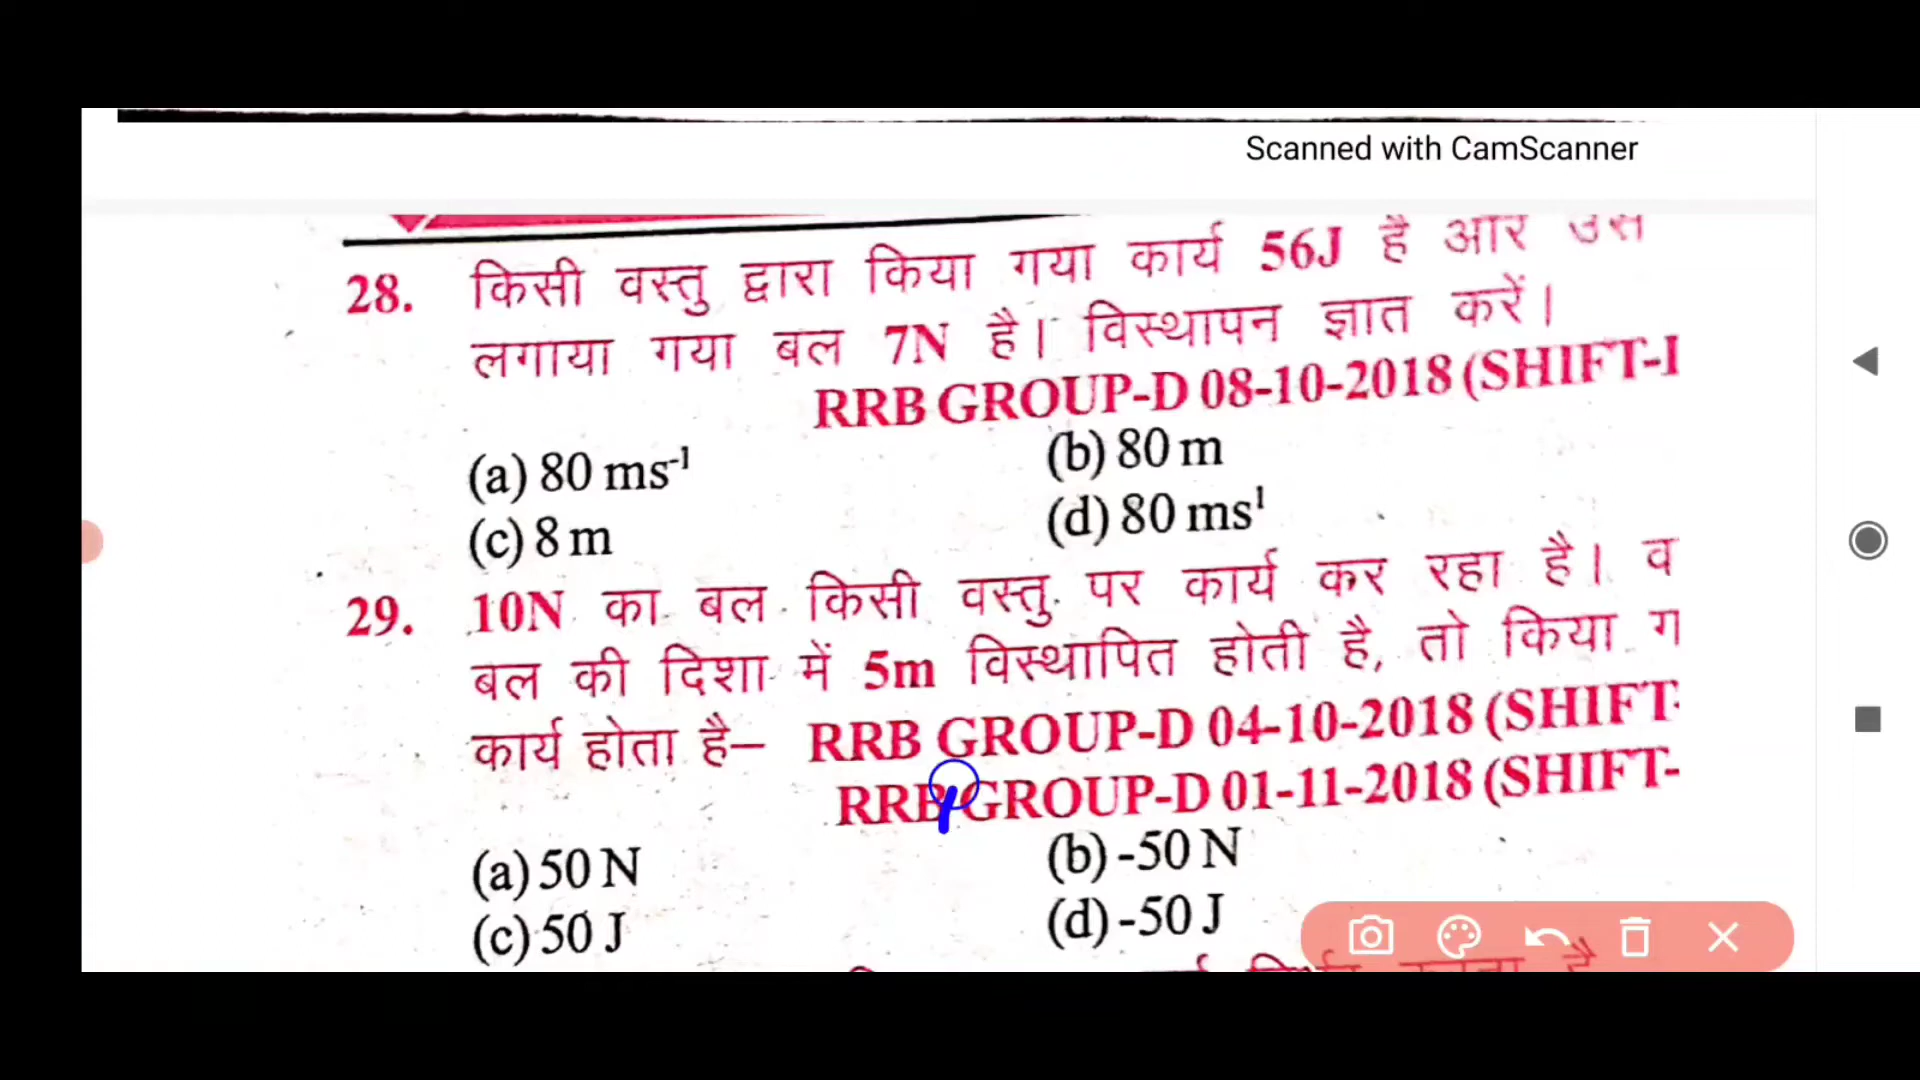 Scanned with CamScanner
28. किसी वस्तु द्वारा किया गया कार्य 56J है और उस
लगाया गया बल 7N है। विस्थापन ज्ञात करें।
RRB GROUP-D 08-10-2018 (SHIFT-I
(a) 80 ms⁻¹ (b) 80 m
(c) 8 m (d) 80 ms¹
29. 10N का बल किसी वस्तु पर कार्य कर रहा है। व
बल की दिशा में 5m विस्थापित होती है, तो किया ग
कार्य होता है– RRB GROUP-D 04-10-2018 (SHIFT-
RRB GROUP-D 01-11-2018 (SHIFT-
(a) 50 N (b) -50 N
(c) 50 J (d) -50 J